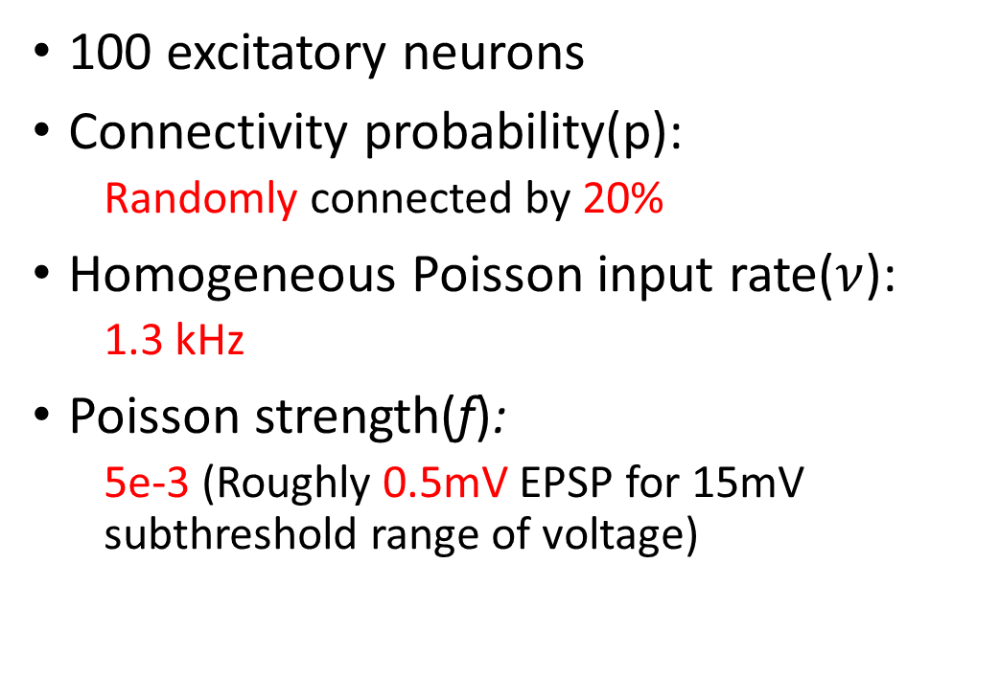 • 100 excitatory neurons
• Connectivity probability(p):
Randomly connected by 20%
• Homogeneous Poisson input rate(𝜈):
1.3 kHz
• Poisson strength(f):
5e-3 (Roughly 0.5mV EPSP for 15mV
subthreshold range of voltage)